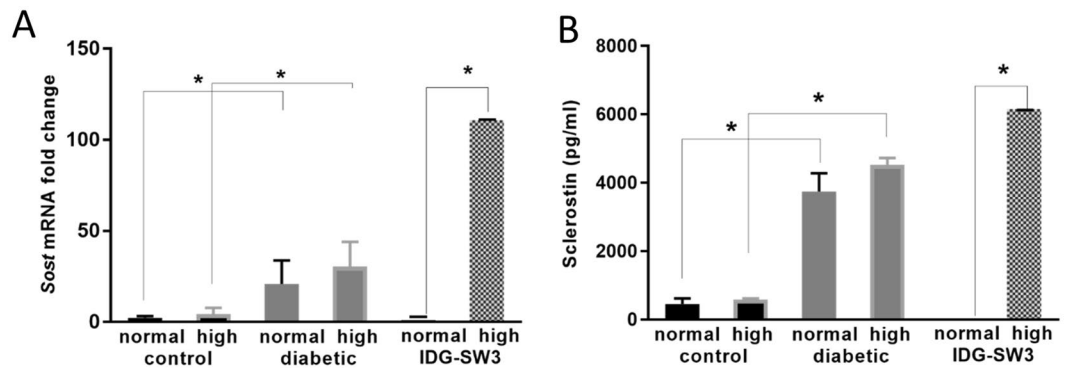 A
Sost mRNA fold change
150
100
50
0
*
*
*
normal high normal high normal high
control diabetic IDG-SW3
B
Sclerostin (pg/ml)
8000
6000
4000
2000
0
*
*
*
normal high normal high normal high
control diabetic IDG-SW3